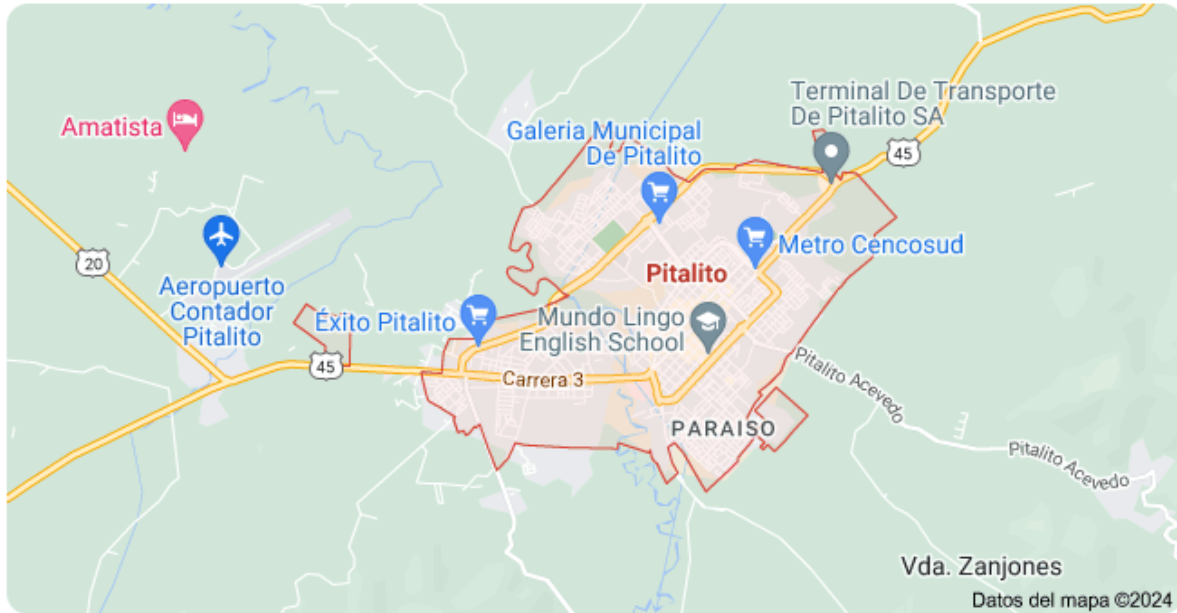 Terminal De Transporte
De Pitalito SA
Amatista
Galeria Municipal
De Pitalito
45
20
Metro Cencosud
Pitalito
Aeropuerto
Contador
Pitalito
Éxito Pitalito
Mundo Lingo
English School
45
Carrera 3
Pitalito Acevedo
PARAISO
Pitalito Acevedo
Vda. Zanjones
Datos del mapa ©2024